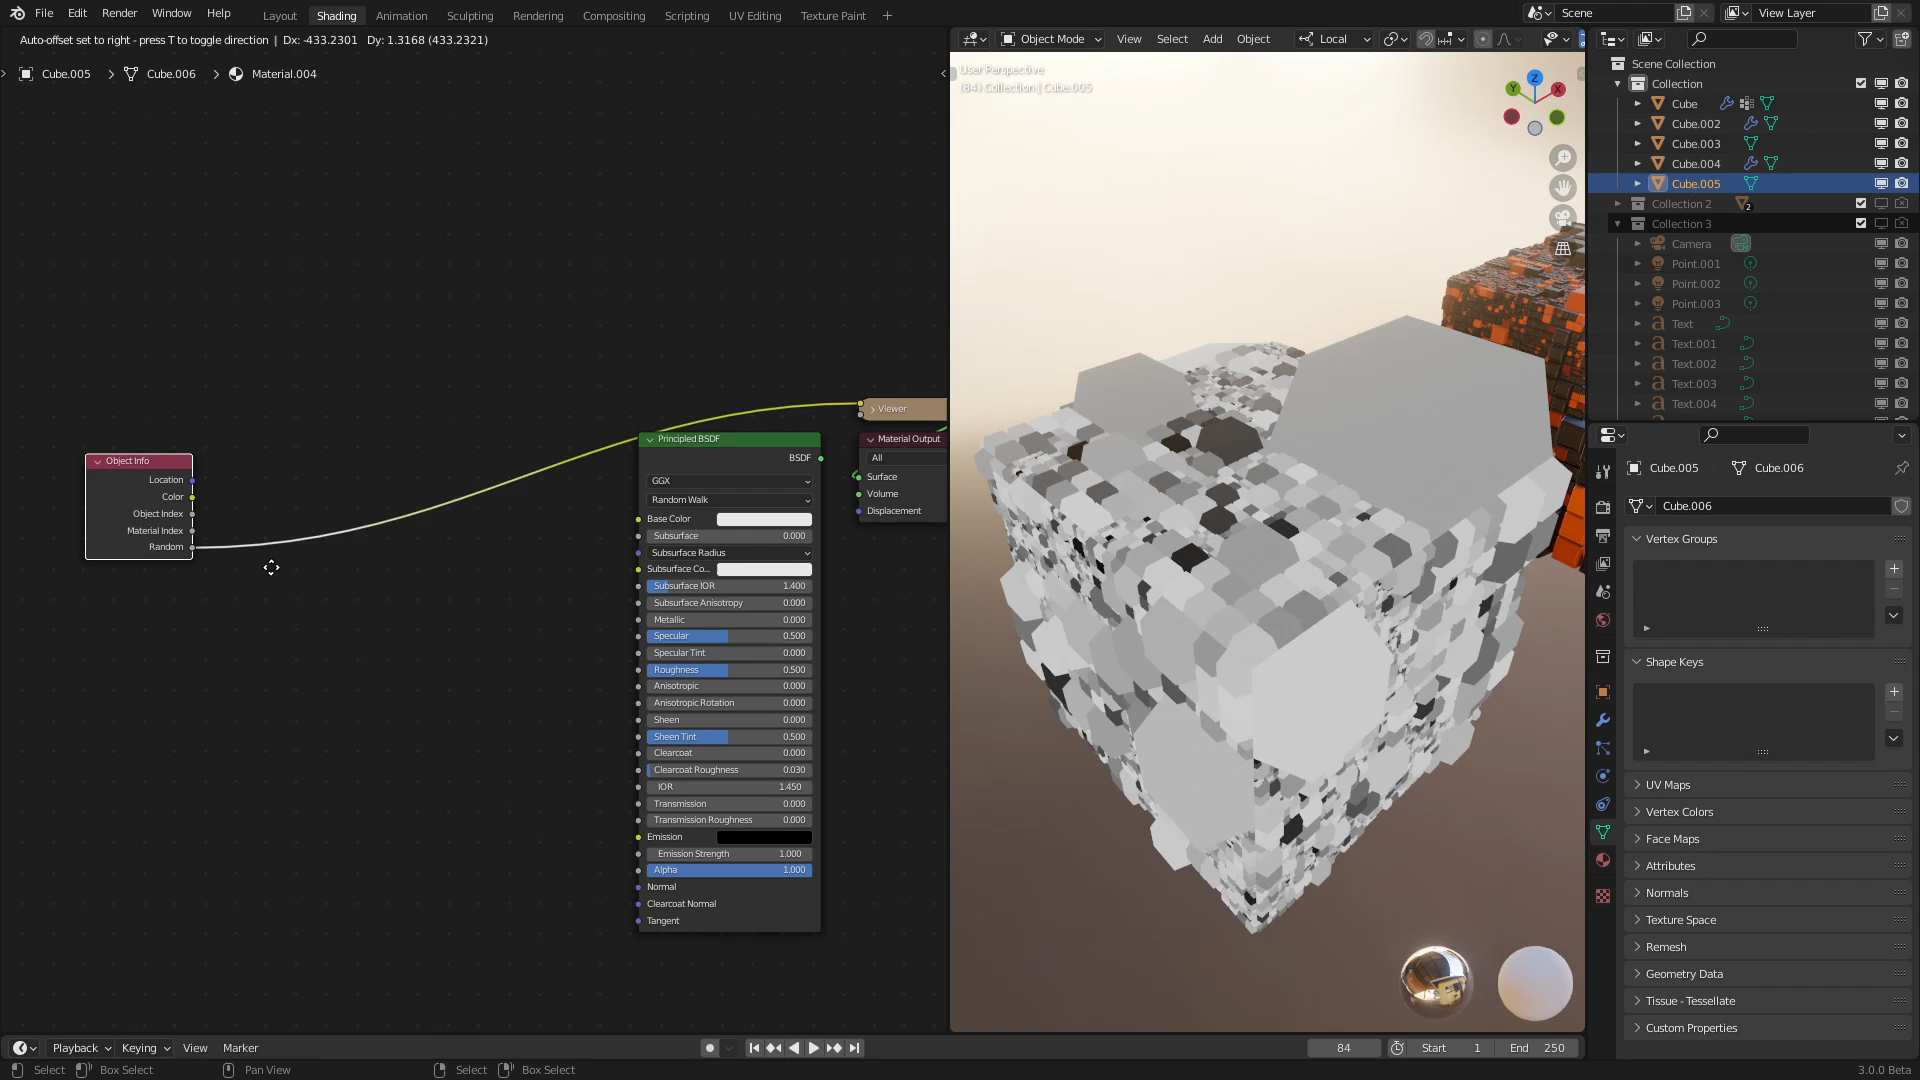 File Edit Render Window Help Layout Shading Animation Sculpting Rendering Compositing Scripting UV Editing Texture Paint + Scene View Layer
Auto-offset set to right - press T to toggle direction | Dx: -433.2301 Dy: 1.3168 (433.2321)
Object Mode View Select Add Object Local
Cube.005 Cube.006 Material.004
User Perspective
(84) Collection | Cube.005
Z
Y
X
Object Info
Location
Color
Object Index
Material Index
Random
Principled BSDF
BSDF
GGX
Random Walk
Base Color
Subsurface 0.000
Subsurface Radius
Subsurface Co...
Subsurface IOR 1.400
Subsurface Anisotropy 0.000
Metallic 0.000
Specular 0.500
Specular Tint 0.000
Roughness 0.500
Anisotropic 0.000
Anisotropic Rotation 0.000
Sheen 0.000
Sheen Tint 0.500
Clearcoat 0.000
Clearcoat Roughness 0.030
IOR 1.450
Transmission 0.000
Transmission Roughness 0.000
Emission
Emission Strength 1.000
Alpha 1.000
Normal
Clearcoat Normal
Tangent
Viewer
Material Output
All
Surface
Volume
Displacement
Scene Collection
Collection
Cube
Cube.002
Cube.003
Cube.004
Cube.005
Collection 2 2
Collection 3
Camera
Point.001
Point.002
Point.003
Text
Text.001
Text.002
Text.003
Text.004
Cube.005 Cube.006
Cube.006
Vertex Groups
Shape Keys
UV Maps
Vertex Colors
Face Maps
Attributes
Normals
Texture Space
Remesh
Geometry Data
Tissue - Tessellate
Custom Properties
Playback Keying View Marker 84 Start 1 End 250
Select Box Select Pan View Select Box Select 3.0.0 Beta